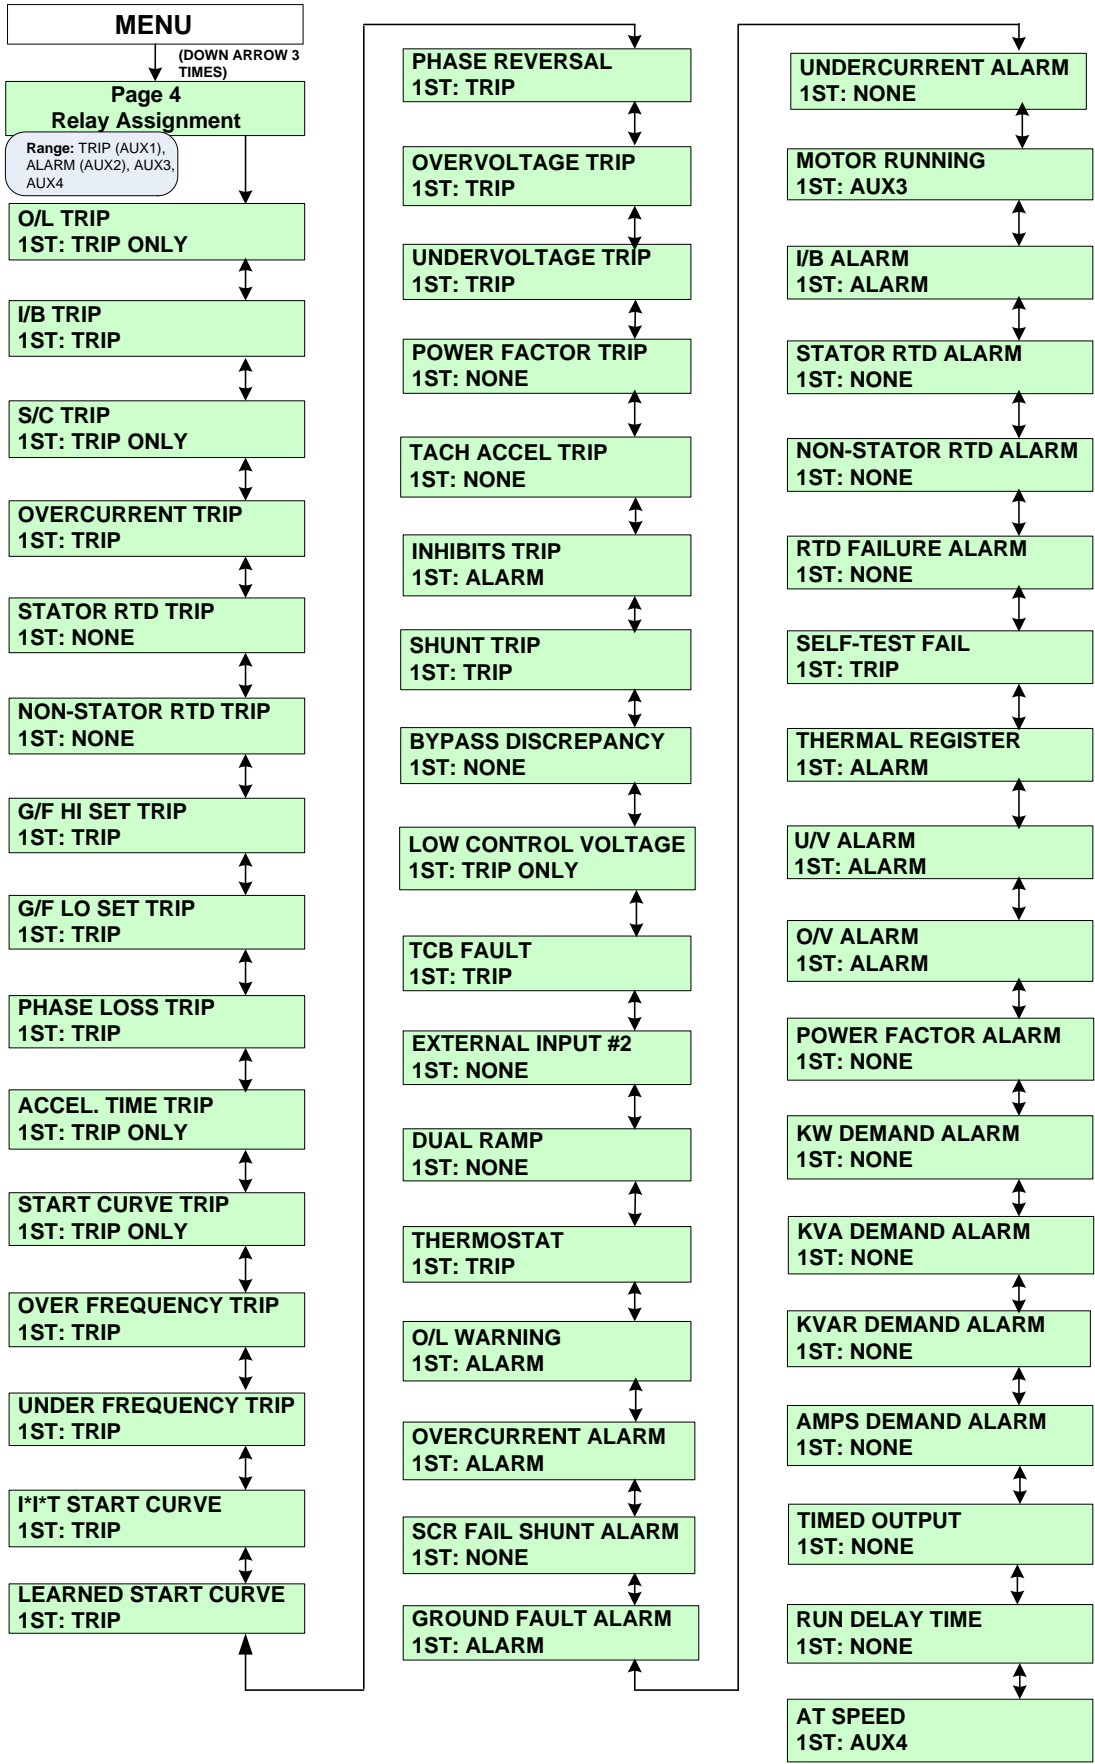 MENU
(DOWN ARROW 3
TIMES)
Page 4
Relay Assignment
Range: TRIP (AUX1),
ALARM (AUX2), AUX3,
AUX4
O/L TRIP
1ST: TRIP ONLY
I/B TRIP
1ST: TRIP
S/C TRIP
1ST: TRIP ONLY
OVERCURRENT TRIP
1ST: TRIP
STATOR RTD TRIP
1ST: NONE
NON-STATOR RTD TRIP
1ST: NONE
G/F HI SET TRIP
1ST: TRIP
G/F LO SET TRIP
1ST: TRIP
PHASE LOSS TRIP
1ST: TRIP
ACCEL. TIME TRIP
1ST: TRIP ONLY
START CURVE TRIP
1ST: TRIP ONLY
OVER FREQUENCY TRIP
1ST: TRIP
UNDER FREQUENCY TRIP
1ST: TRIP
I*I*T START CURVE
1ST: TRIP
LEARNED START CURVE
1ST: TRIP
PHASE REVERSAL
1ST: TRIP
OVERVOLTAGE TRIP
1ST: TRIP
UNDERVOLTAGE TRIP
1ST: TRIP
POWER FACTOR TRIP
1ST: NONE
TACH ACCEL TRIP
1ST: NONE
INHIBITS TRIP
1ST: ALARM
SHUNT TRIP
1ST: TRIP
BYPASS DISCREPANCY
1ST: NONE
LOW CONTROL VOLTAGE
1ST: TRIP ONLY
TCB FAULT
1ST: TRIP
EXTERNAL INPUT #2
1ST: NONE
DUAL RAMP
1ST: NONE
THERMOSTAT
1ST: TRIP
O/L WARNING
1ST: ALARM
OVERCURRENT ALARM
1ST: ALARM
SCR FAIL SHUNT ALARM
1ST: NONE
GROUND FAULT ALARM
1ST: ALARM
UNDERCURRENT ALARM
1ST: NONE
MOTOR RUNNING
1ST: AUX3
I/B ALARM
1ST: ALARM
STATOR RTD ALARM
1ST: NONE
NON-STATOR RTD ALARM
1ST: NONE
RTD FAILURE ALARM
1ST: NONE
SELF-TEST FAIL
1ST: TRIP
THERMAL REGISTER
1ST: ALARM
U/V ALARM
1ST: ALARM
O/V ALARM
1ST: ALARM
POWER FACTOR ALARM
1ST: NONE
KW DEMAND ALARM
1ST: NONE
KVA DEMAND ALARM
1ST: NONE
KVAR DEMAND ALARM
1ST: NONE
AMPS DEMAND ALARM
1ST: NONE
TIMED OUTPUT
1ST: NONE
RUN DELAY TIME
1ST: NONE
AT SPEED
1ST: AUX4